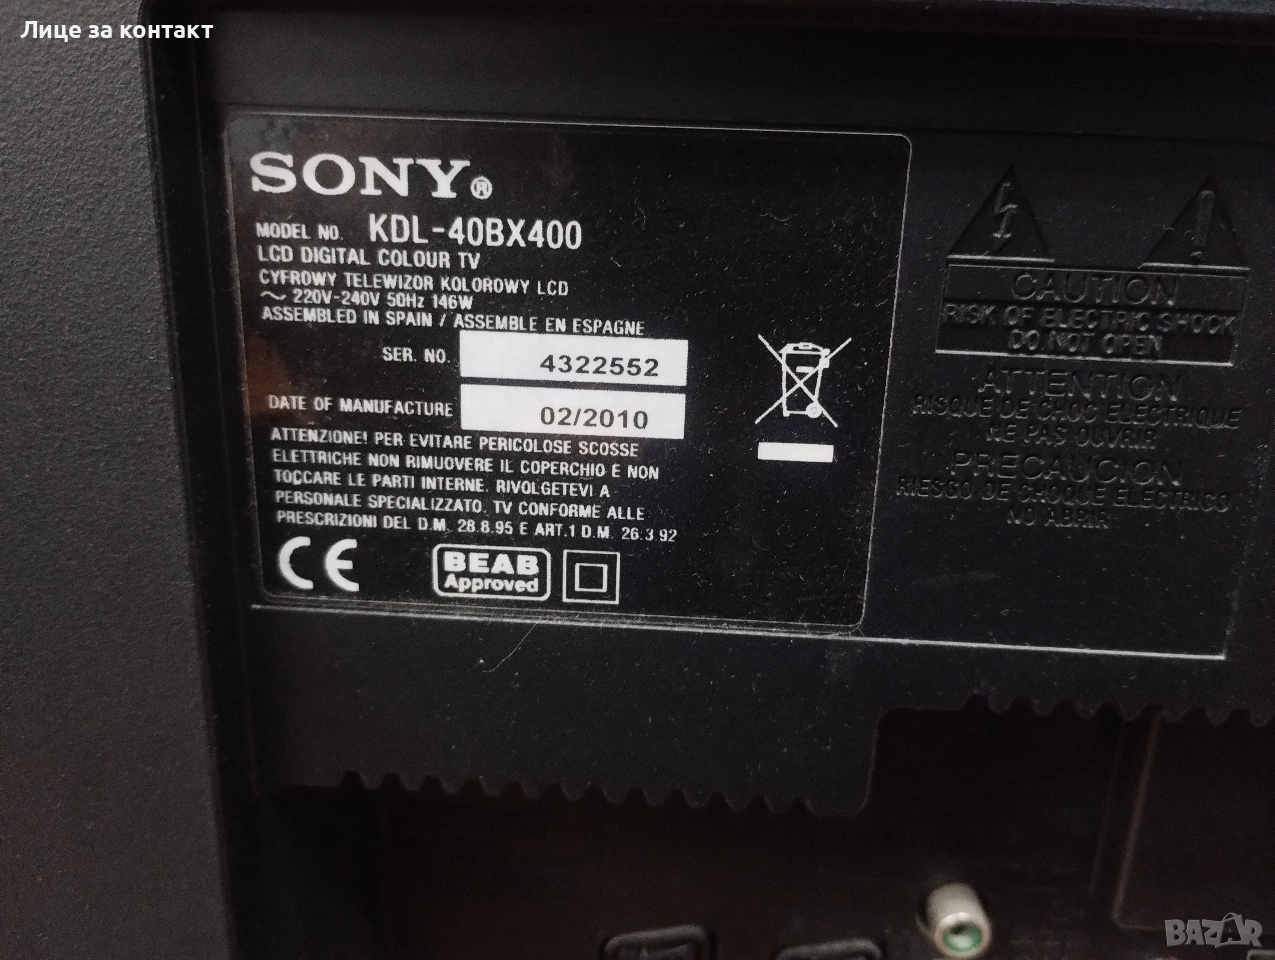 Лице за контакт
SONY®
MODEL NO. KDL-40BX400
LCD DIGITAL COLOUR TV
CYFROWY TELEWIZOR KOLOROWY LCD
~ 220V-240V 50Hz 146W
ASSEMBLED IN SPAIN / ASSEMBLE EN ESPAGNE
SER. NO. 4322552
DATE OF MANUFACTURE 02/2010
ATTENZIONE! PER EVITARE PERICOLOSE SCOSSE
ELETTRICHE NON RIMUOVERE IL COPERCHIO E NON
TOCCARE LE PARTI INTERNE. RIVOLGETEVI A
PERSONALE SPECIALIZZATO. TV CONFORME ALLE
PRESCRIZIONI DEL D.M. 28.8.95 E ART.1 D.M. 26.3.92
CE
BEAB
Approved
CAUTION
RISK OF ELECTRIC SHOCK
DO NOT OPEN
ATTENTION
RISQUE DE CHOC ELECTRIQUE
NE PAS OUVRIR
PRECAUCION
RIESGO DE CHOQUE ELECTRICO
NO ABRIR
BAZAR